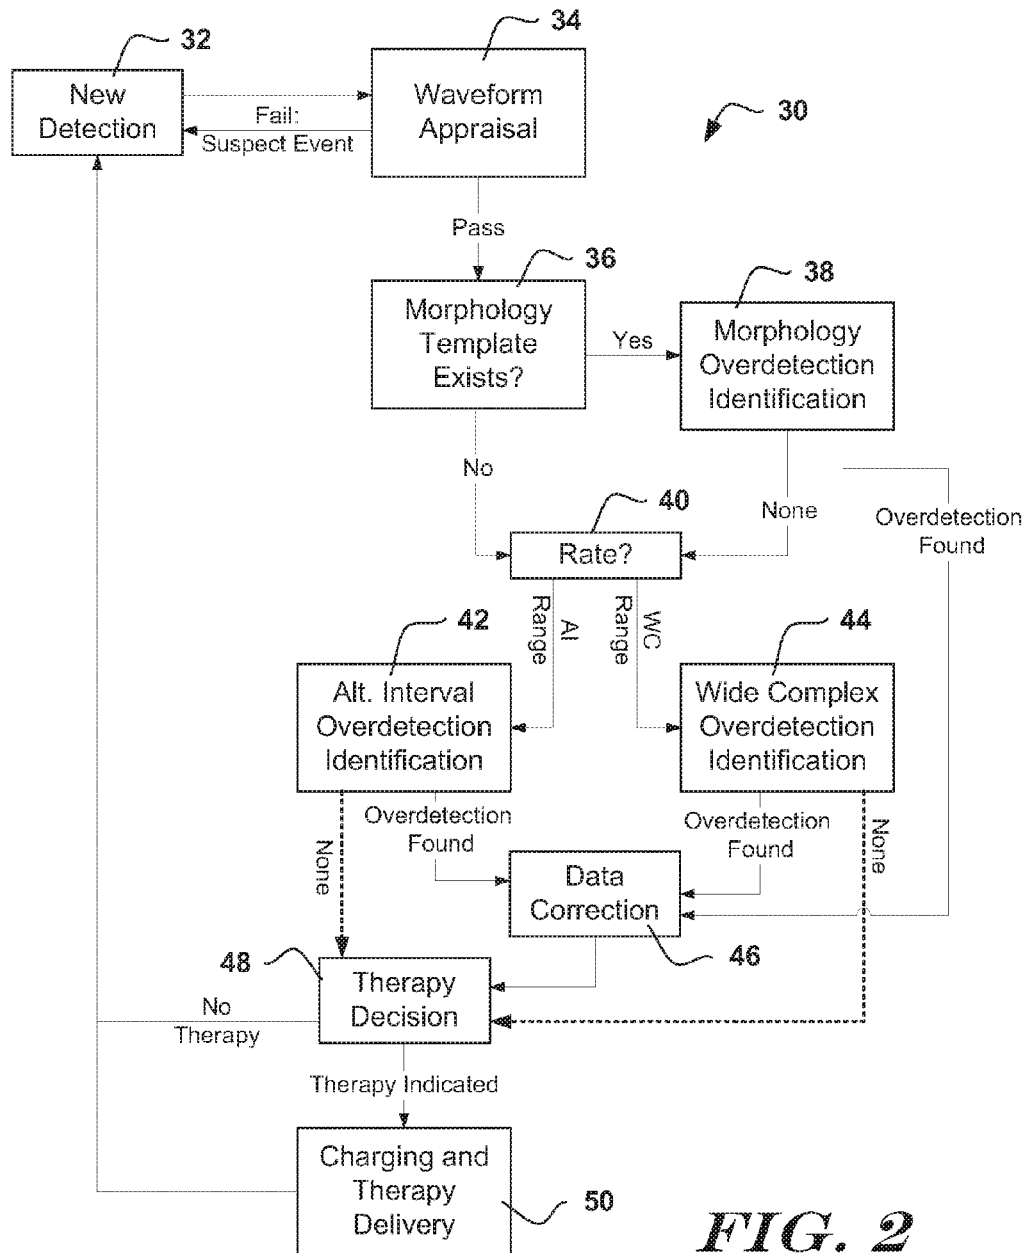 32
New
Detection
34
Waveform
Appraisal
30
Fail:
Suspect Event
Pass
36
Morphology
Template
Exists?
Yes
38
Morphology
Overdetection
Identification
No
None
Overdetection
Found
40
Rate?
AI
Range
WC
Range
42
Alt. Interval
Overdetection
Identification
44
Wide Complex
Overdetection
Identification
Overdetection
Found
None
Overdetection
Found
None
Data
Correction
46
48
Therapy
Decision
No
Therapy
Therapy Indicated
Charging and
Therapy
Delivery
50
FIG. 2